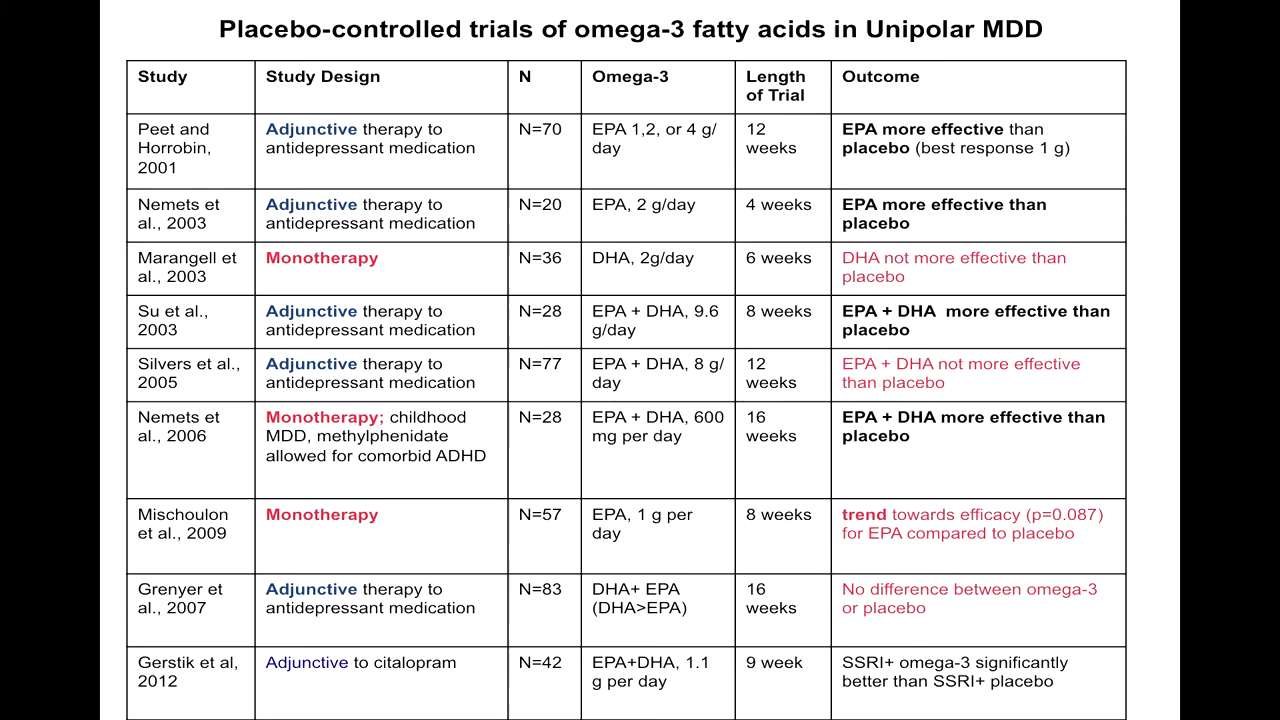 Placebo-controlled trials of omega-3 fatty acids in Unipolar MDD
Study Study Design N Omega-3 Length of Trial Outcome
Peet and Horrobin, 2001 Adjunctive therapy to antidepressant medication N=70 EPA 1,2, or 4 g/ day 12 weeks EPA more effective than placebo (best response 1 g)
Nemets et al., 2003 Adjunctive therapy to antidepressant medication N=20 EPA, 2 g/day 4 weeks EPA more effective than placebo
Marangell et al., 2003 Monotherapy N=36 DHA, 2g/day 6 weeks DHA not more effective than placebo
Su et al., 2003 Adjunctive therapy to antidepressant medication N=28 EPA + DHA, 9.6 g/day 8 weeks EPA + DHA more effective than placebo
Silvers et al., 2005 Adjunctive therapy to antidepressant medication N=77 EPA + DHA, 8 g/ day 12 weeks EPA + DHA not more effective than placebo
Nemets et al., 2006 Monotherapy; childhood MDD, methylphenidate allowed for comorbid ADHD N=28 EPA + DHA, 600 mg per day 16 weeks EPA + DHA more effective than placebo
Mischoulon et al., 2009 Monotherapy N=57 EPA, 1 g per day 8 weeks trend towards efficacy (p=0.087) for EPA compared to placebo
Grenyer et al., 2007 Adjunctive therapy to antidepressant medication N=83 DHA+ EPA (DHA>EPA) 16 weeks No difference between omega-3 or placebo
Gerstik et al, 2012 Adjunctive to citalopram N=42 EPA+DHA, 1.1 g per day 9 week SSRI+ omega-3 significantly better than SSRI+ placebo